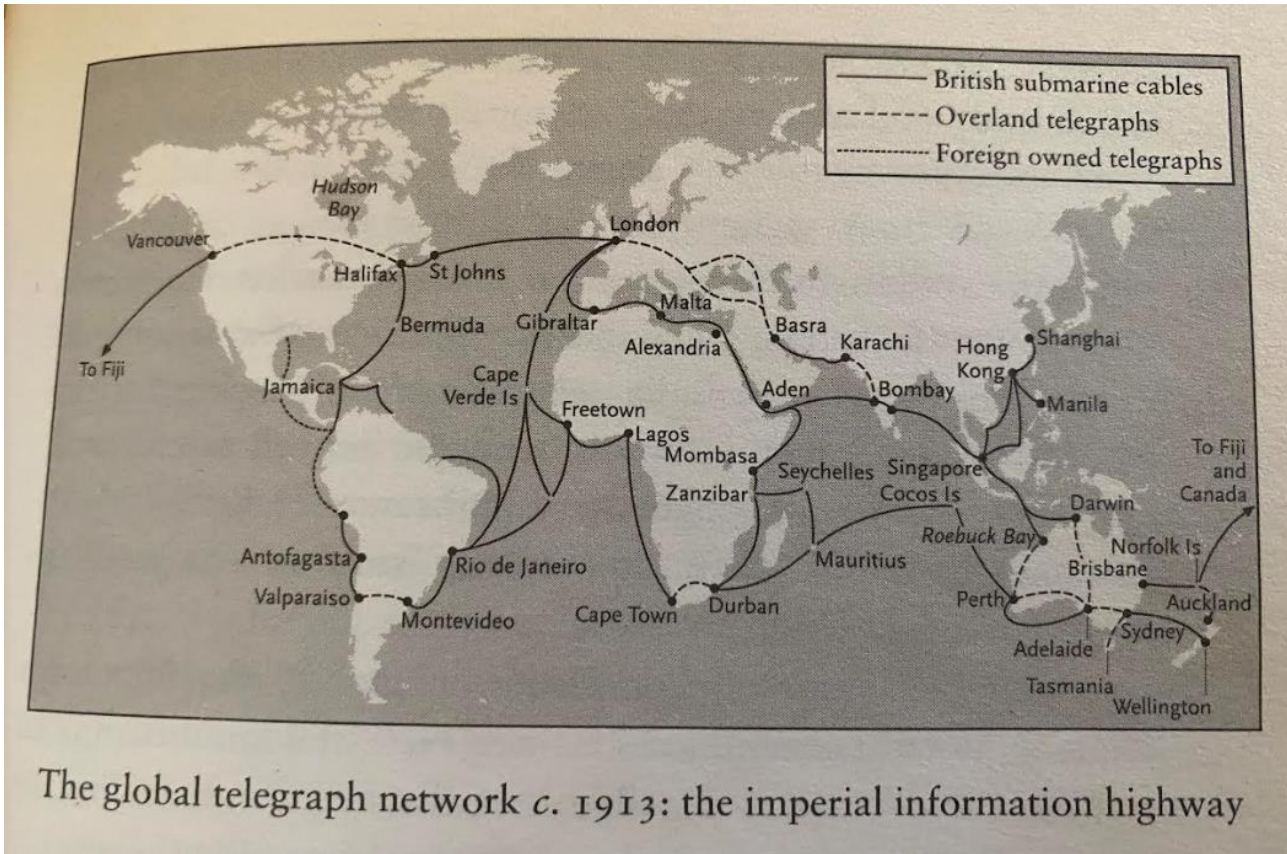 British submarine cables
Overland telegraphs
Foreign owned telegraphs
Hudson
Bay
Vancouver
London
Halifax
St Johns
Bermuda
Gibraltar
Malta
Alexandria
Basra
Karachi
Hong
Kong
Shanghai
To Fiji
Jamaica
Cape
Verde Is
Freetown
Lagos
Aden
Bombay
Manila
Mombasa
Zanzibar
Seychelles
Singapore
Cocos Is
To Fiji
and
Canada
Darwin
Roebuck Bay
Norfolk Is
Brisbane
Antofagasta
Rio de Janeiro
Mauritius
Valparaiso
Montevideo
Cape Town
Durban
Perth
Auckland
Sydney
Adelaide
Tasmania
Wellington
The global telegraph network c. 1913: the imperial information highway